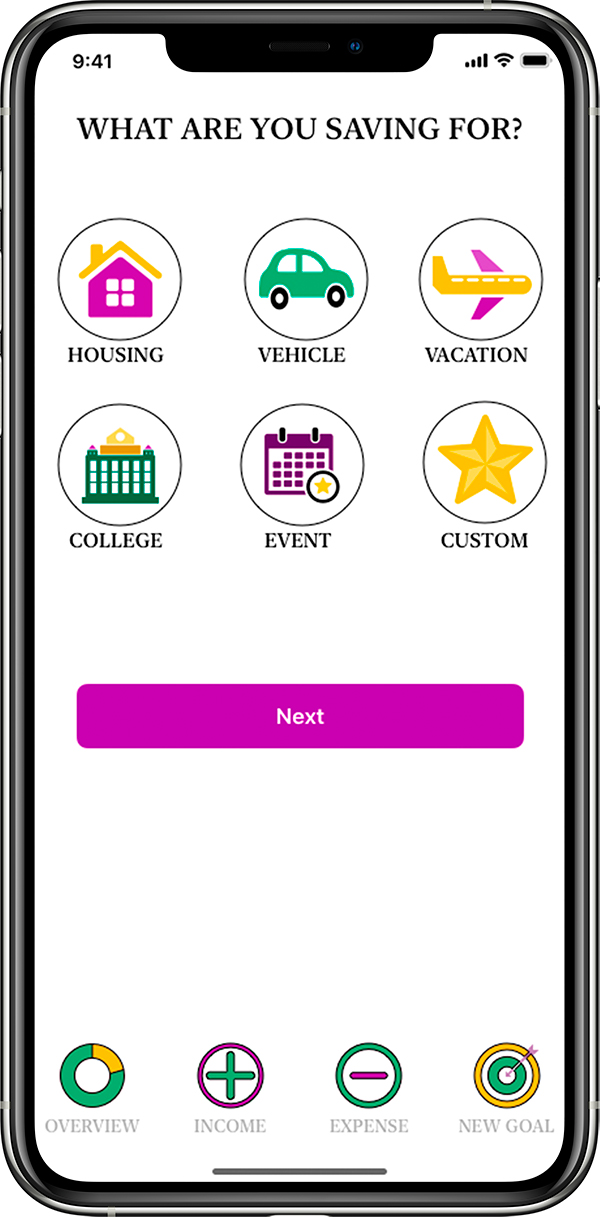 9:41
WHAT ARE YOU SAVING FOR?
HOUSING VEHICLE VACATION
COLLEGE EVENT CUSTOM
Next
OVERVIEW INCOME EXPENSE NEW GOAL